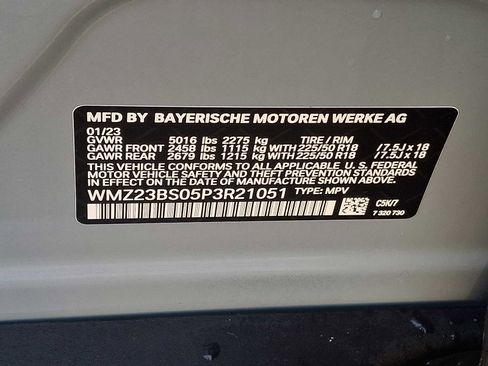 MFD BY BAYERISCHE MOTOREN WERKE AG
01/23
GVWR 5016 lbs 2275 kg TIRE / RIM
GAWR FRONT 2458 lbs 1115 kg WITH 225/50 R18 / 7.5J x 18
GAWR REAR 2679 lbs 1215 kg WITH 225/50 R18 / 7.5J x 18
THIS VEHICLE CONFORMS TO ALL APPLICABLE U.S. FEDERAL
MOTOR VEHICLE SAFETY, BUMPER AND THEFT PREVENTION STANDARDS
IN EFFECT ON THE DATE OF MANUFACTURE SHOWN ABOVE.
WMZ23BS05P3R21051 TYPE: MPV
C5K/7
7 320 730